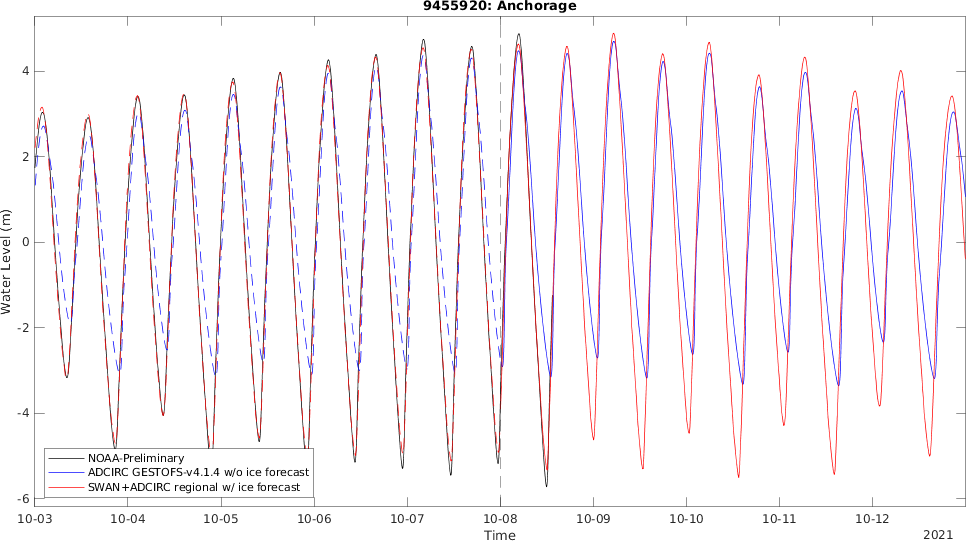 9455920: Anchorage
Water Level (m)
4
2
0
-2
-4
-6
NOAA-Preliminary
ADCIRC GESTOFS-v4.1.4 w/o ice forecast
SWAN+ADCIRC regional w/ ice forecast
10-03 10-04 10-05 10-06 10-07 10-08 10-09 10-10 10-11 10-12
Time
2021